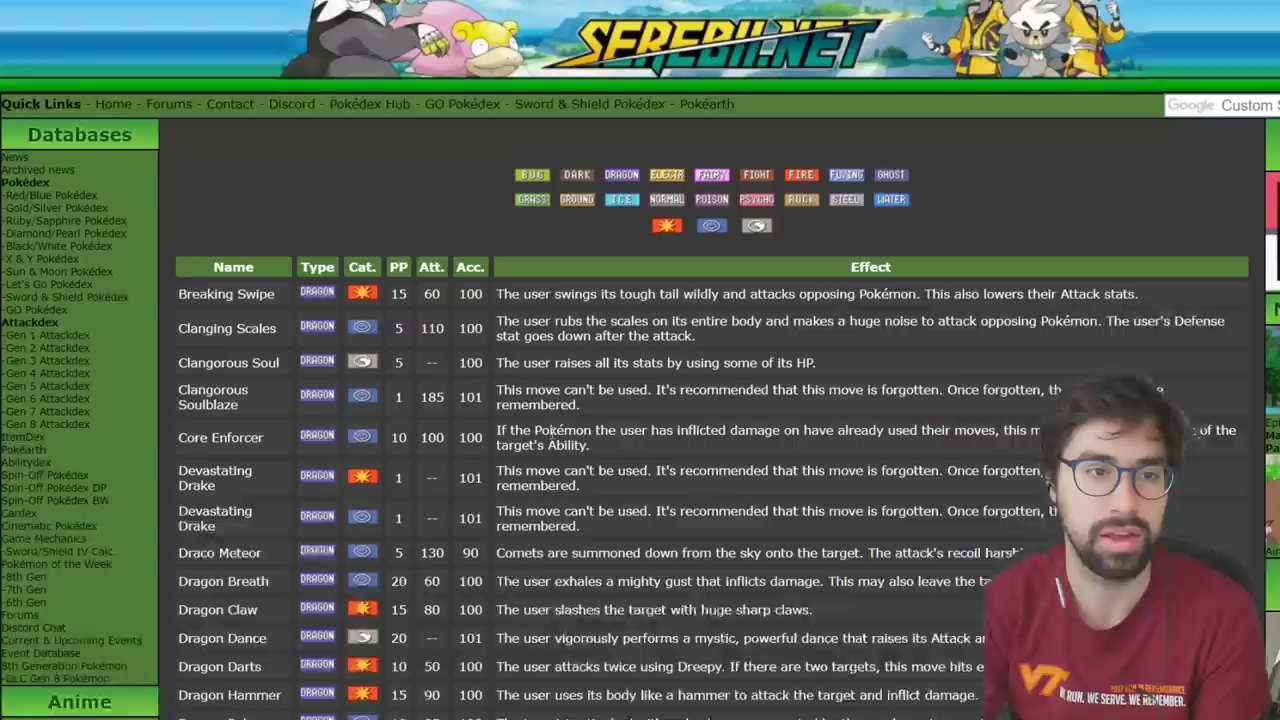 SEREBII.NET
Quick Links - Home - Forums - Contact - Discord - Pokédex Hub - GO Pokédex - Sword & Shield Pokédex - Pokéarth
Google Custom S
Databases
News
Archived news
Pokédex
-Red/Blue Pokédex
-Gold/Silver Pokédex
-Ruby/Sapphire Pokédex
-Diamond/Pearl Pokédex
-Black/White Pokédex
-X & Y Pokédex
-Sun & Moon Pokédex
-Let's Go Pokédex
-Sword & Shield Pokédex
-GO Pokédex
Attackdex
-Gen 1 Attackdex
-Gen 2 Attackdex
-Gen 3 Attackdex
-Gen 4 Attackdex
-Gen 5 Attackdex
-Gen 6 Attackdex
-Gen 7 Attackdex
-Gen 8 Attackdex
ItemDex
Pokéarth
Abilitydex
Spin-Off Pokédex
Spin-Off Pokédex DP
Spin-Off Pokédex BW
Cardex
Cinematic Pokédex
Game Mechanics
-Sword/Shield IV Calc.
Pokémon of the Week
-8th Gen
-7th Gen
-6th Gen
Forums
Discord Chat
Current & Upcoming Events
Event Database
8th Generation Pokémon
-DLC Gen 8 Pokémon
Anime
BUG DARK DRAGON ELECTR FAIRY FIGHT FIRE FLYING GHOST
GRASS GROUND ICE NORMAL POISON PSYCHC ROCK STEEL WATER
Name Type Cat. PP Att. Acc. Effect
Breaking Swipe DRAGON 15 60 100 The user swings its tough tail wildly and attacks opposing Pokémon. This also lowers their Attack stats.
Clanging Scales DRAGON 5 110 100 The user rubs the scales on its entire body and makes a huge noise to attack opposing Pokémon. The user's Defense
stat goes down after the attack.
Clangorous Soul DRAGON 5 -- 100 The user raises all its stats by using some of its HP.
Clangorous
Soulblaze DRAGON 1 185 101 This move can't be used. It's recommended that this move is forgotten. Once forgotten, th e
remembered.
Core Enforcer DRAGON 10 100 100 If the Pokémon the user has inflicted damage on have already used their moves, this m of the
target's Ability.
Devastating
Drake DRAGON 1 -- 101 This move can't be used. It's recommended that this move is forgotten. Once forgotten,
remembered.
Devastating
Drake DRAGON 1 -- 101 This move can't be used. It's recommended that this move is forgotten. Once forgotten,
remembered.
Draco Meteor DRAGON 5 130 90 Comets are summoned down from the sky onto the target. The attack's recoil harshl
Dragon Breath DRAGON 20 60 100 The user exhales a mighty gust that inflicts damage. This may also leave the ta
Dragon Claw DRAGON 15 80 100 The user slashes the target with huge sharp claws.
Dragon Dance DRAGON 20 -- 101 The user vigorously performs a mystic, powerful dance that raises its Attack an
Dragon Darts DRAGON 10 50 100 The user attacks twice using Dreepy. If there are two targets, this move hits e
Dragon Hammer DRAGON 15 90 100 The user uses its body like a hammer to attack the target and inflict damage.
VT 2017 RUN IN REMEMBRANCE
RUN. WE SERVE. WE REMEMBER.